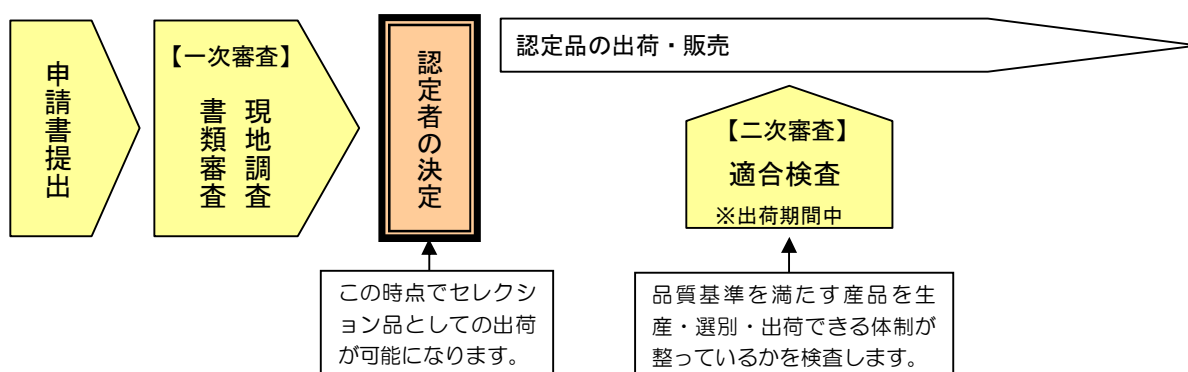 申請書提出
【一次審査】
現地調査
書類審査
認定者の決定
認定品の出荷・販売
【二次審査】
適合検査
※出荷期間中
この時点でセレクシ
ョン品としての出荷
が可能になります。
品質基準を満たす産品を生
産・選別・出荷できる体制が
整っているかを検査します。